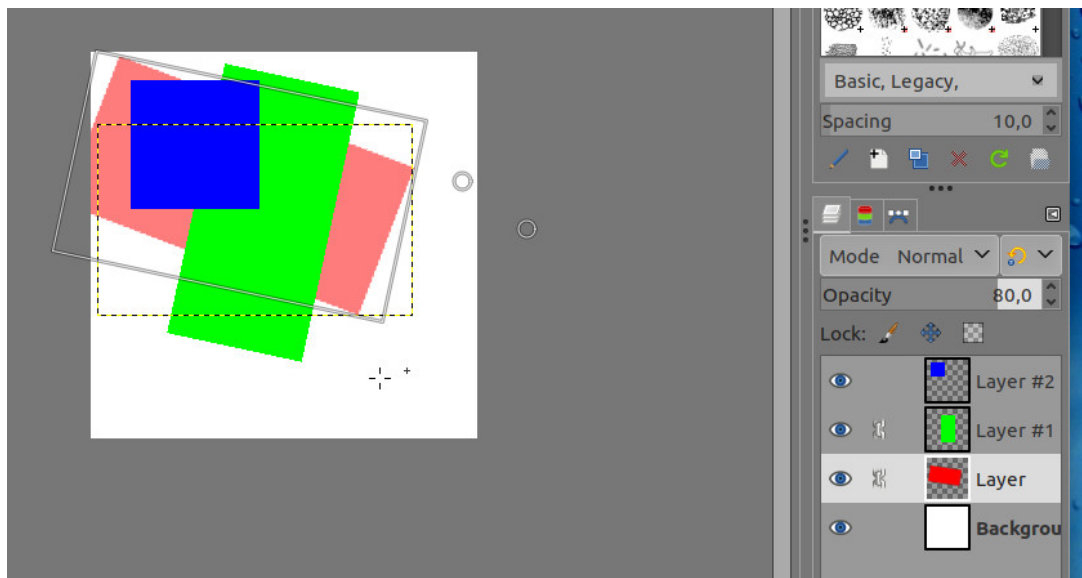 Basic, Legacy,
Spacing 10,0
Mode Normal
Opacity 80,0
Lock:
Layer #2
Layer #1
Layer
Backgrou